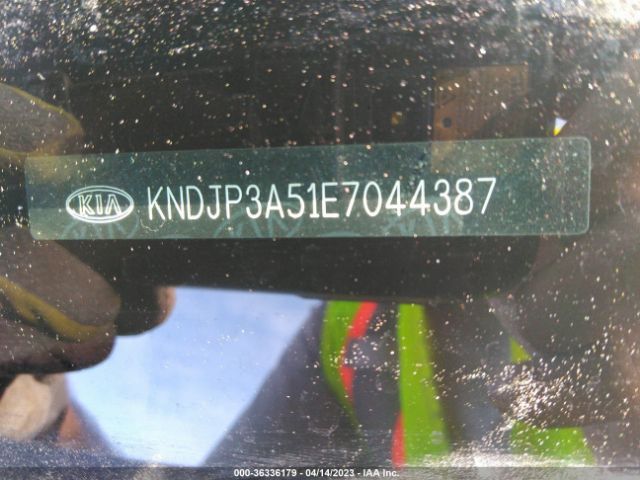 KIA KNDJP3A51E7044387
000-36336179 - 04/14/2023 - IAA Inc.